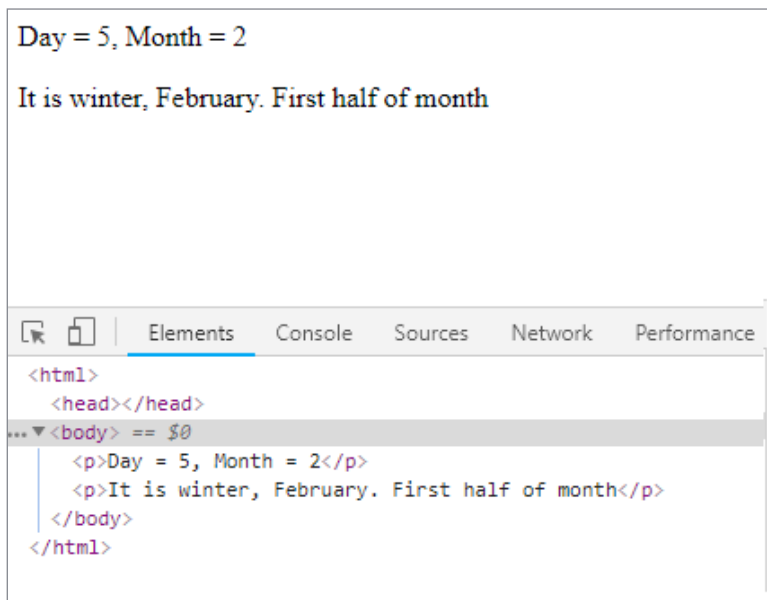 Day = 5, Month = 2
It is winter, February. First half of month
Elements Console Sources Network Performance
<html>
<head></head>
... ▼ <body> == $0
<p>Day = 5, Month = 2</p>
<p>It is winter, February. First half of month</p>
</body>
</html>